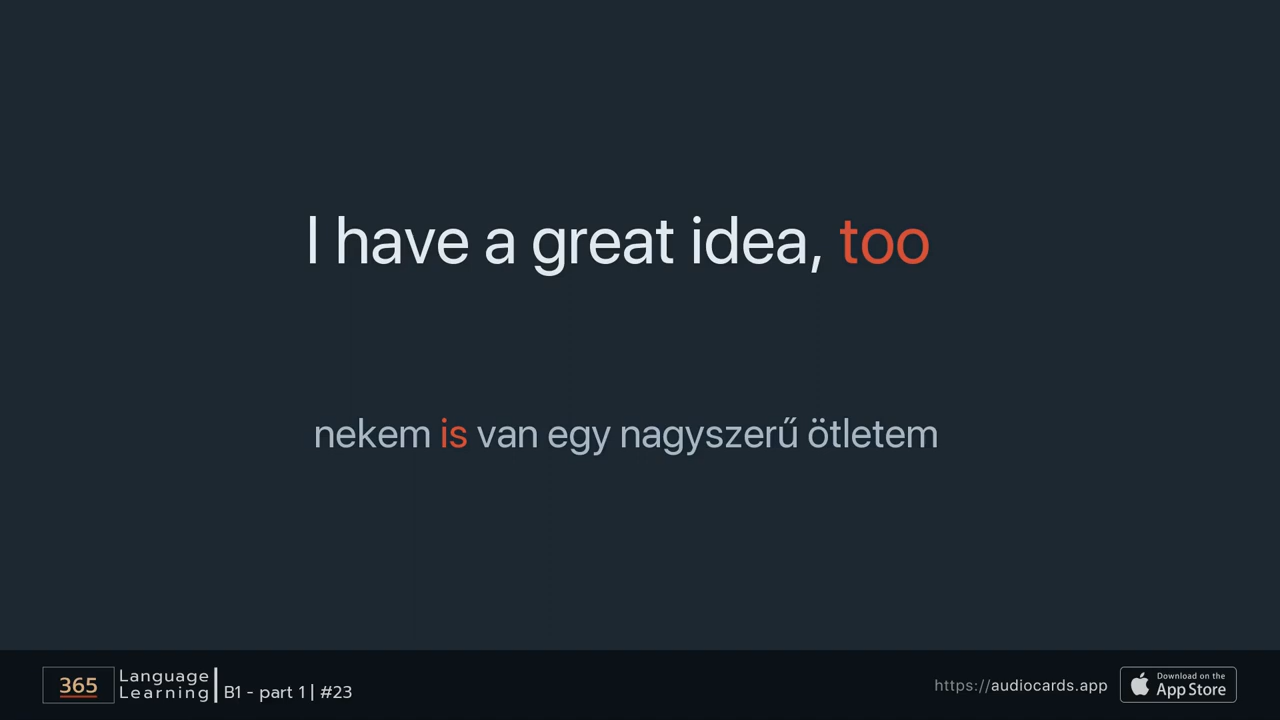 I have a great idea, too
nekem is van egy nagyszerű ötletem
365
Language
Learning
B1 - part 1 | #23
https://audiocards.app
Download on the
App Store